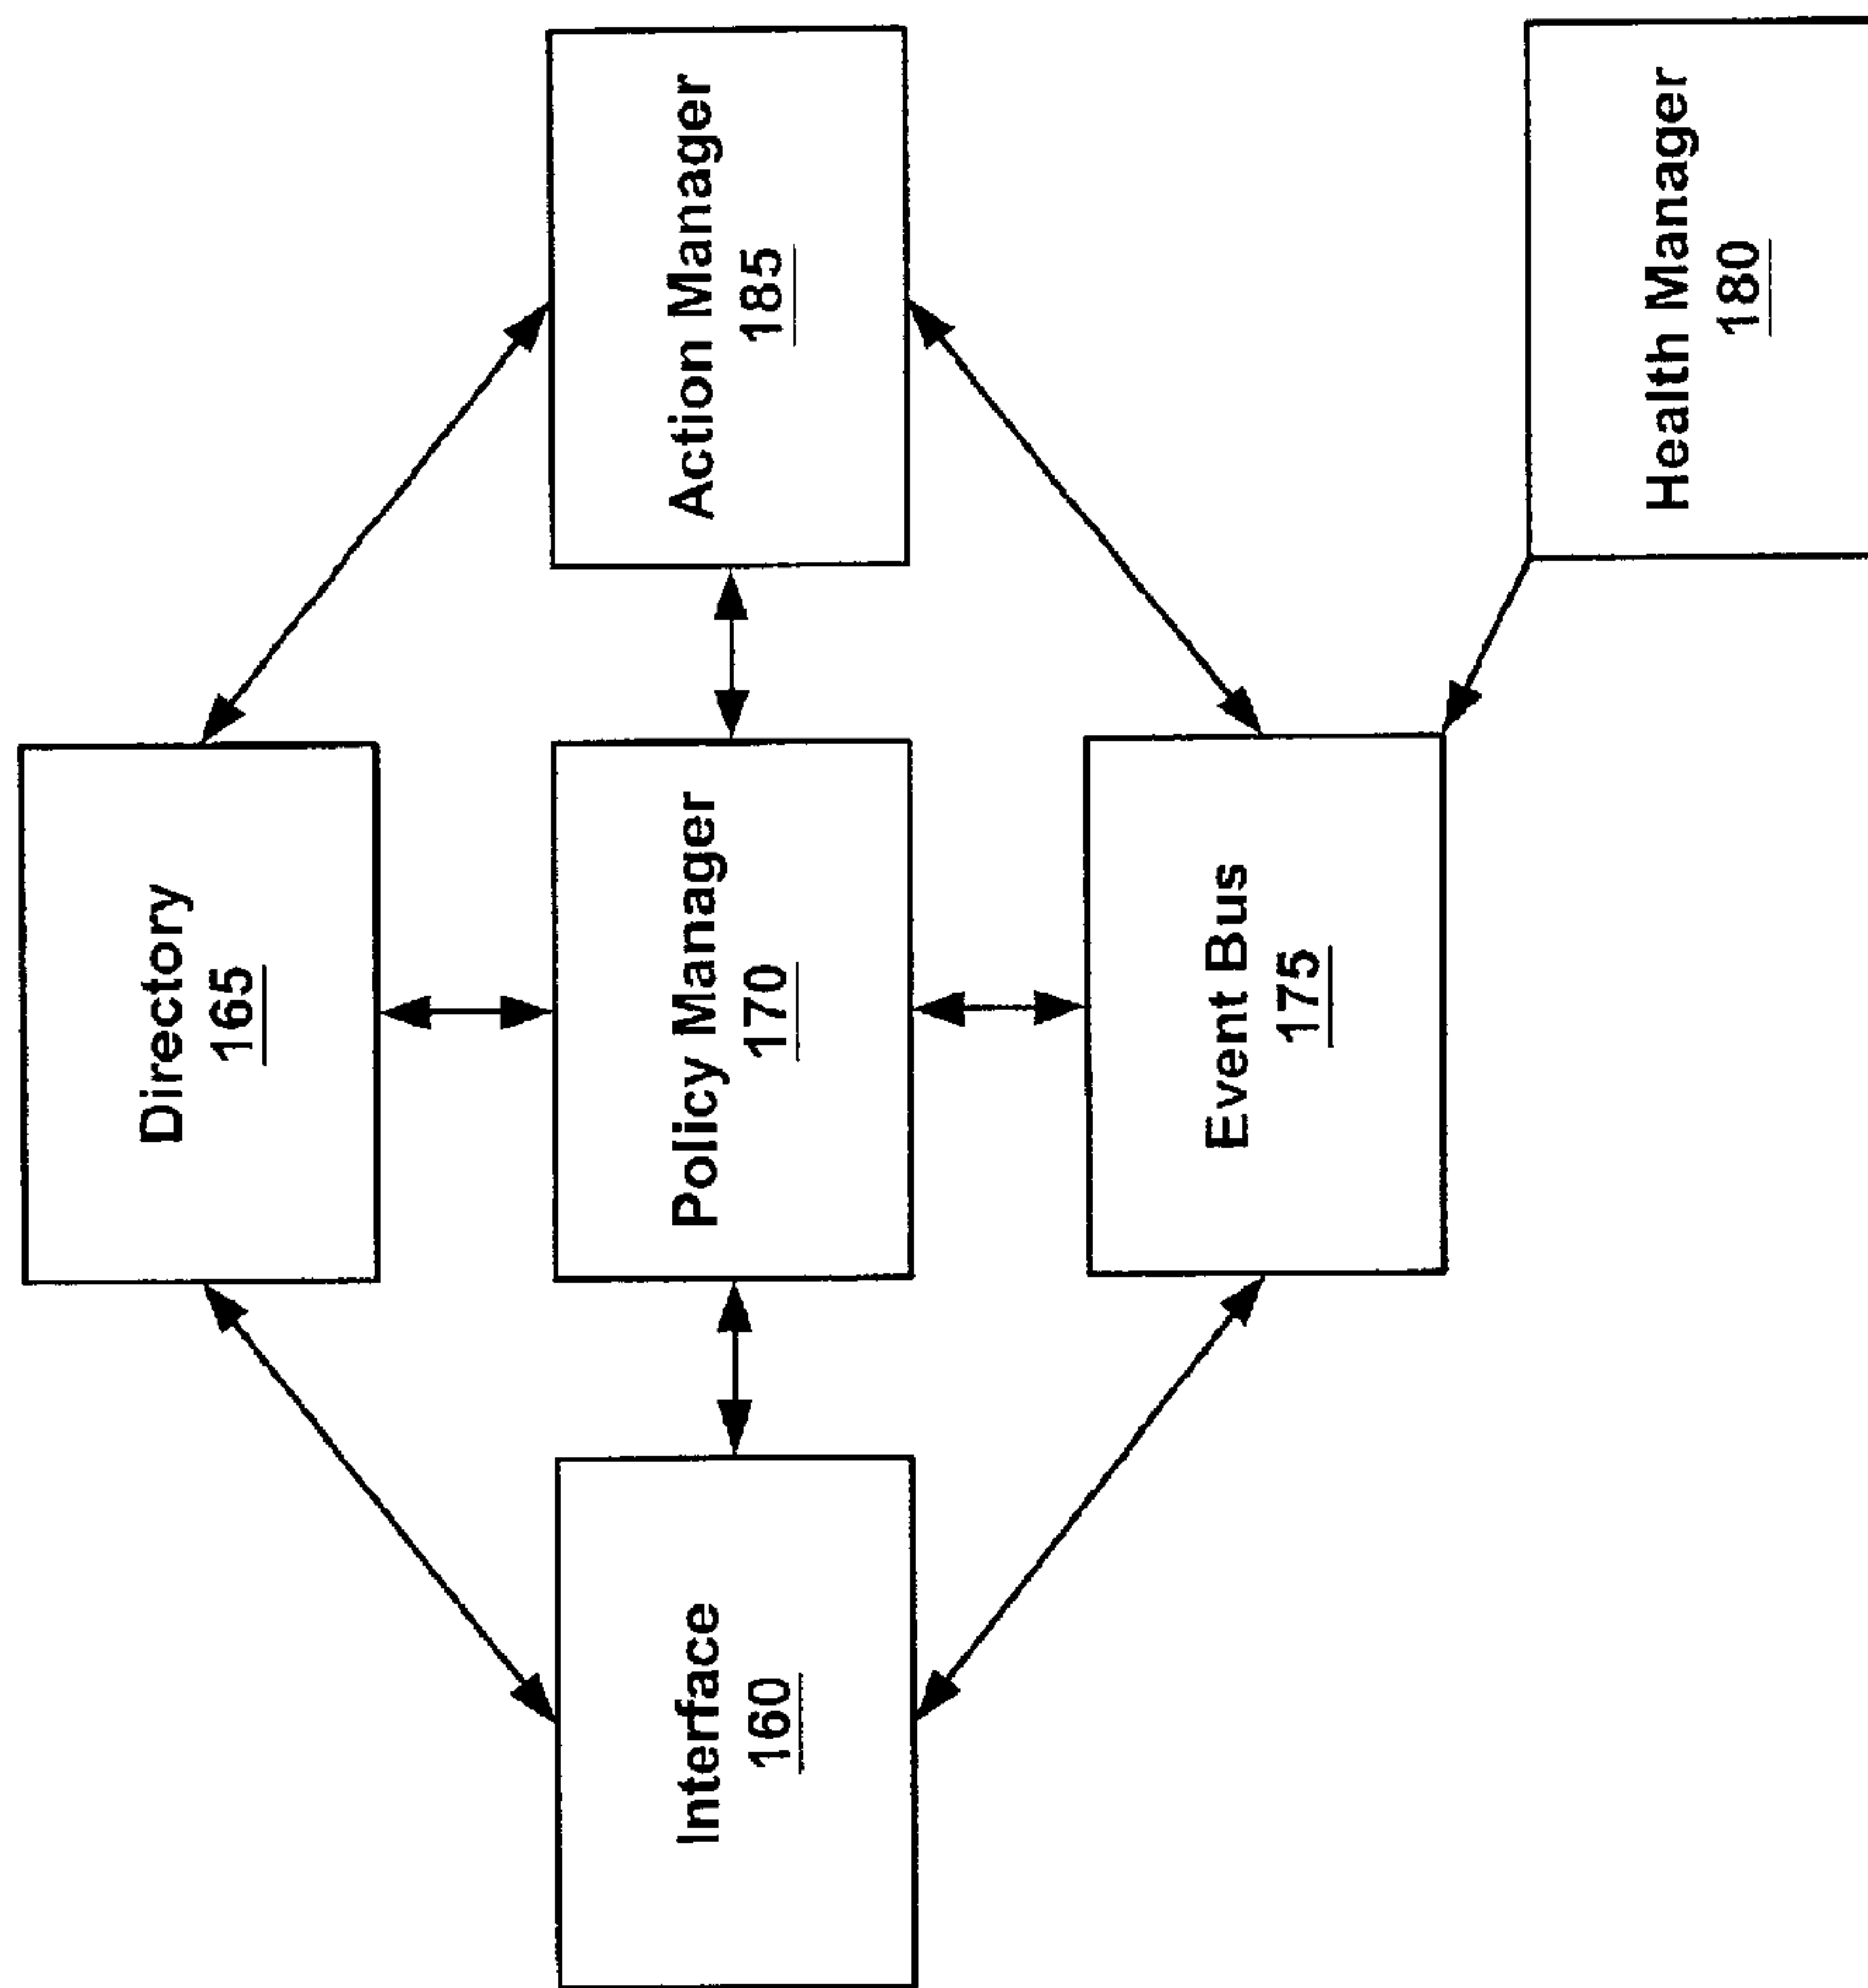 Directory
165
Interface
160
Policy Manager
170
Action Manager
185
Event Bus
175
Health Manager
180